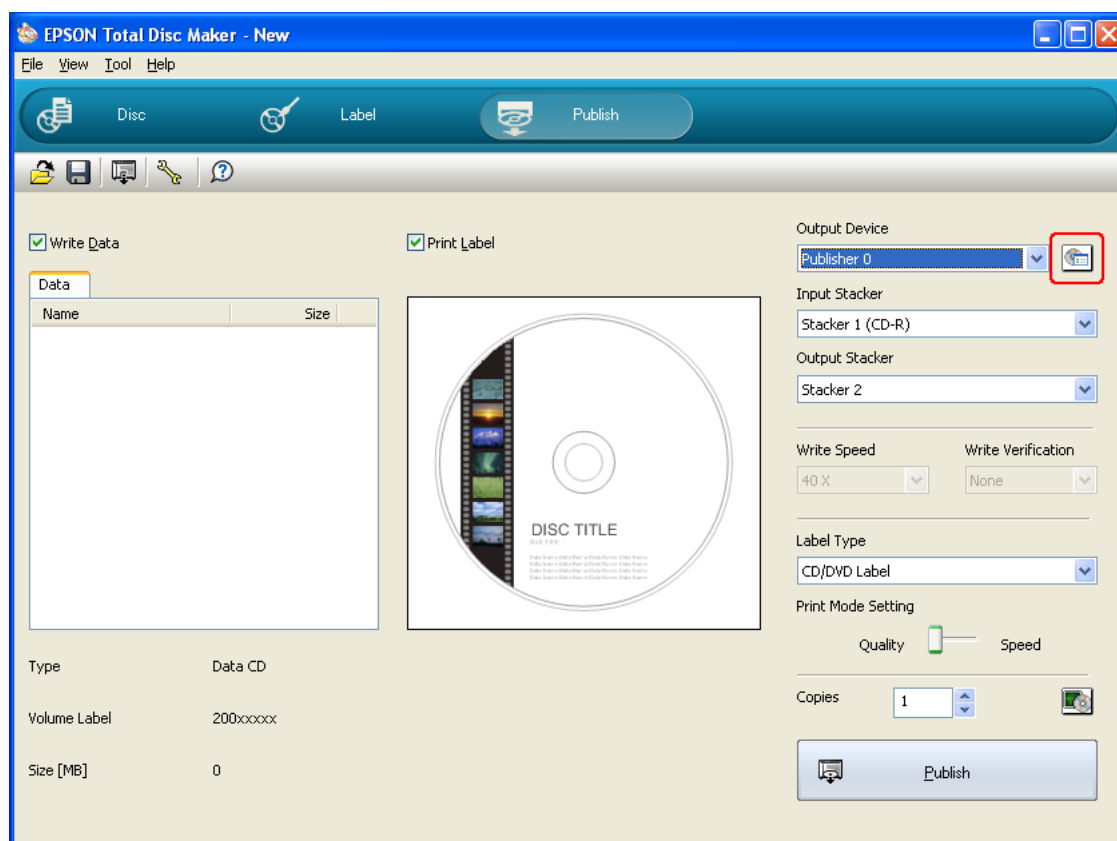 EPSON Total Disc Maker - New
File View Tool Help
Disc Label Publish
Write Data
Print Label
Output Device
Publisher 0
Data
Name Size
Input Stacker
Stacker 1 (CD-R)
Output Stacker
Stacker 2
Write Speed Write Verification
40 X None
DISC TITLE
Label Type
CD/DVD Label
Print Mode Setting
Quality Speed
Type Data CD
Copies 1
Volume Label 200xxxxx
Size [MB] 0
Publish